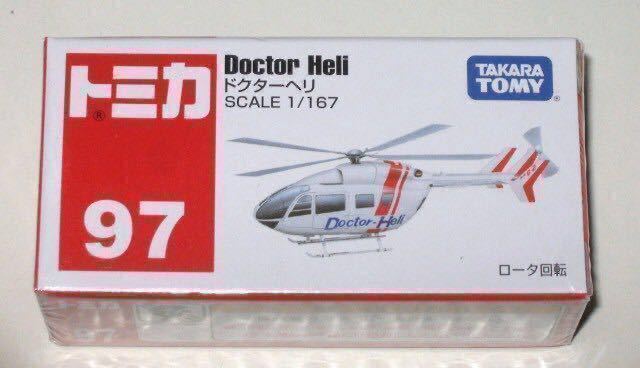 トミカ
®
97
Doctor Heli
ドクターヘリ
SCALE 1/167
TAKARA
TOMY
®
Doctor-Heli
ロータ回転